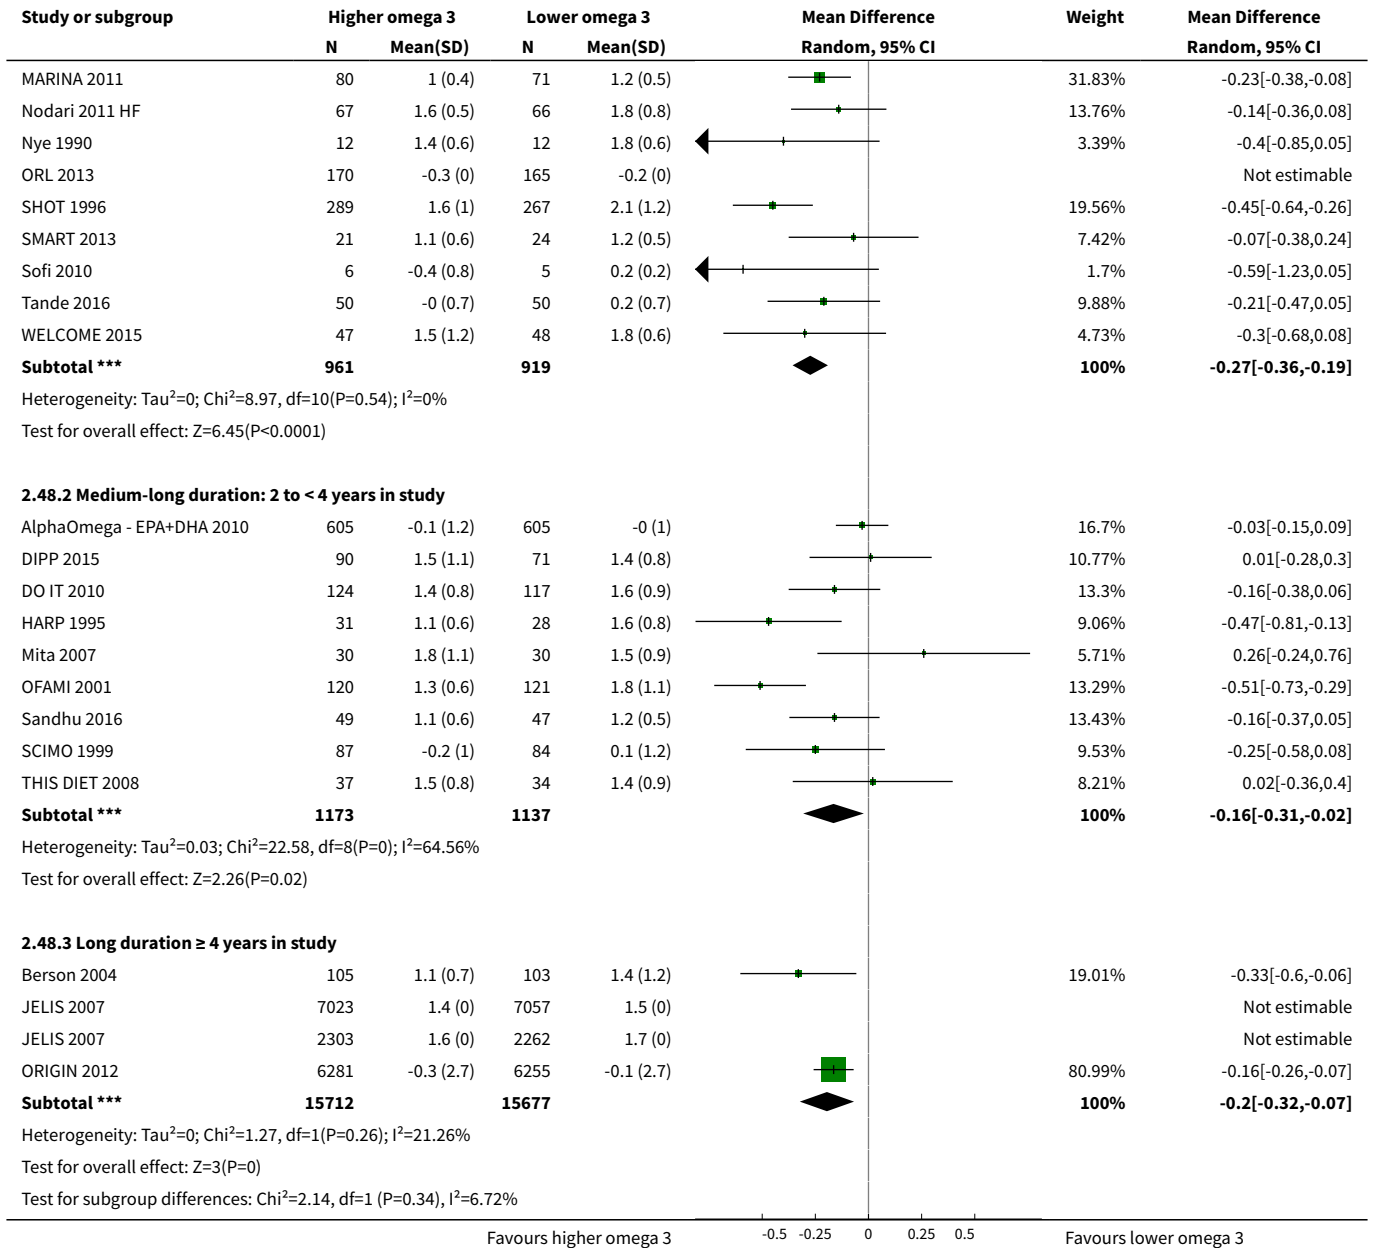 Study or subgroup Higher omega 3 Lower omega 3 Mean Difference Weight Mean Difference
N Mean(SD) N Mean(SD) Random, 95% CI Random, 95% CI
MARINA 2011 80 1 (0.4) 71 1.2 (0.5) 31.83% -0.23[-0.38,-0.08]
Nodari 2011 HF 67 1.6 (0.5) 66 1.8 (0.8) 13.76% -0.14[-0.36,0.08]
Nye 1990 12 1.4 (0.6) 12 1.8 (0.6) 3.39% -0.4[-0.85,0.05]
ORL 2013 170 -0.3 (0) 165 -0.2 (0) Not estimable
SHOT 1996 289 1.6 (1) 267 2.1 (1.2) 19.56% -0.45[-0.64,-0.26]
SMART 2013 21 1.1 (0.6) 24 1.2 (0.5) 7.42% -0.07[-0.38,0.24]
Sofi 2010 6 -0.4 (0.8) 5 0.2 (0.2) 1.7% -0.59[-1.23,0.05]
Tande 2016 50 -0 (0.7) 50 0.2 (0.7) 9.88% -0.21[-0.47,0.05]
WELCOME 2015 47 1.5 (1.2) 48 1.8 (0.6) 4.73% -0.3[-0.68,0.08]
Subtotal *** 961 919 100% -0.27[-0.36,-0.19]
Heterogeneity: Tau²=0; Chi²=8.97, df=10(P=0.54); I²=0%
Test for overall effect: Z=6.45(P<0.0001)
2.48.2 Medium-long duration: 2 to < 4 years in study
AlphaOmega - EPA+DHA 2010 605 -0.1 (1.2) 605 -0 (1) 16.7% -0.03[-0.15,0.09]
DIPP 2015 90 1.5 (1.1) 71 1.4 (0.8) 10.77% 0.01[-0.28,0.3]
DO IT 2010 124 1.4 (0.8) 117 1.6 (0.9) 13.3% -0.16[-0.38,0.06]
HARP 1995 31 1.1 (0.6) 28 1.6 (0.8) 9.06% -0.47[-0.81,-0.13]
Mita 2007 30 1.8 (1.1) 30 1.5 (0.9) 5.71% 0.26[-0.24,0.76]
OFAMI 2001 120 1.3 (0.6) 121 1.8 (1.1) 13.29% -0.51[-0.73,-0.29]
Sandhu 2016 49 1.1 (0.6) 47 1.2 (0.5) 13.43% -0.16[-0.37,0.05]
SCIMO 1999 87 -0.2 (1) 84 0.1 (1.2) 9.53% -0.25[-0.58,0.08]
THIS DIET 2008 37 1.5 (0.8) 34 1.4 (0.9) 8.21% 0.02[-0.36,0.4]
Subtotal *** 1173 1137 100% -0.16[-0.31,-0.02]
Heterogeneity: Tau²=0.03; Chi²=22.58, df=8(P=0); I²=64.56%
Test for overall effect: Z=2.26(P=0.02)
2.48.3 Long duration ≥ 4 years in study
Berson 2004 105 1.1 (0.7) 103 1.4 (1.2) 19.01% -0.33[-0.6,-0.06]
JELIS 2007 7023 1.4 (0) 7057 1.5 (0) Not estimable
JELIS 2007 2303 1.6 (0) 2262 1.7 (0) Not estimable
ORIGIN 2012 6281 -0.3 (2.7) 6255 -0.1 (2.7) 80.99% -0.16[-0.26,-0.07]
Subtotal *** 15712 15677 100% -0.2[-0.32,-0.07]
Heterogeneity: Tau²=0; Chi²=1.27, df=1(P=0.26); I²=21.26%
Test for overall effect: Z=3(P=0)
Test for subgroup differences: Chi²=2.14, df=1 (P=0.34), I²=6.72%
Favours higher omega 3 -0.5 -0.25 0 0.25 0.5 Favours lower omega 3